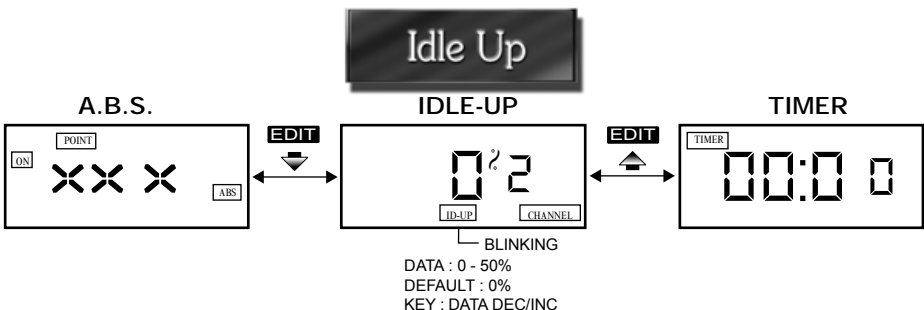 Idle Up
A.B.S.
IDLE-UP
TIMER
POINT
ON
ABS
EDIT
0% 2
ID-UP
CHANNEL
EDIT
TIMER
00:0 0
BLINKING
DATA : 0 - 50%
DEFAULT : 0%
KEY : DATA DEC/INC